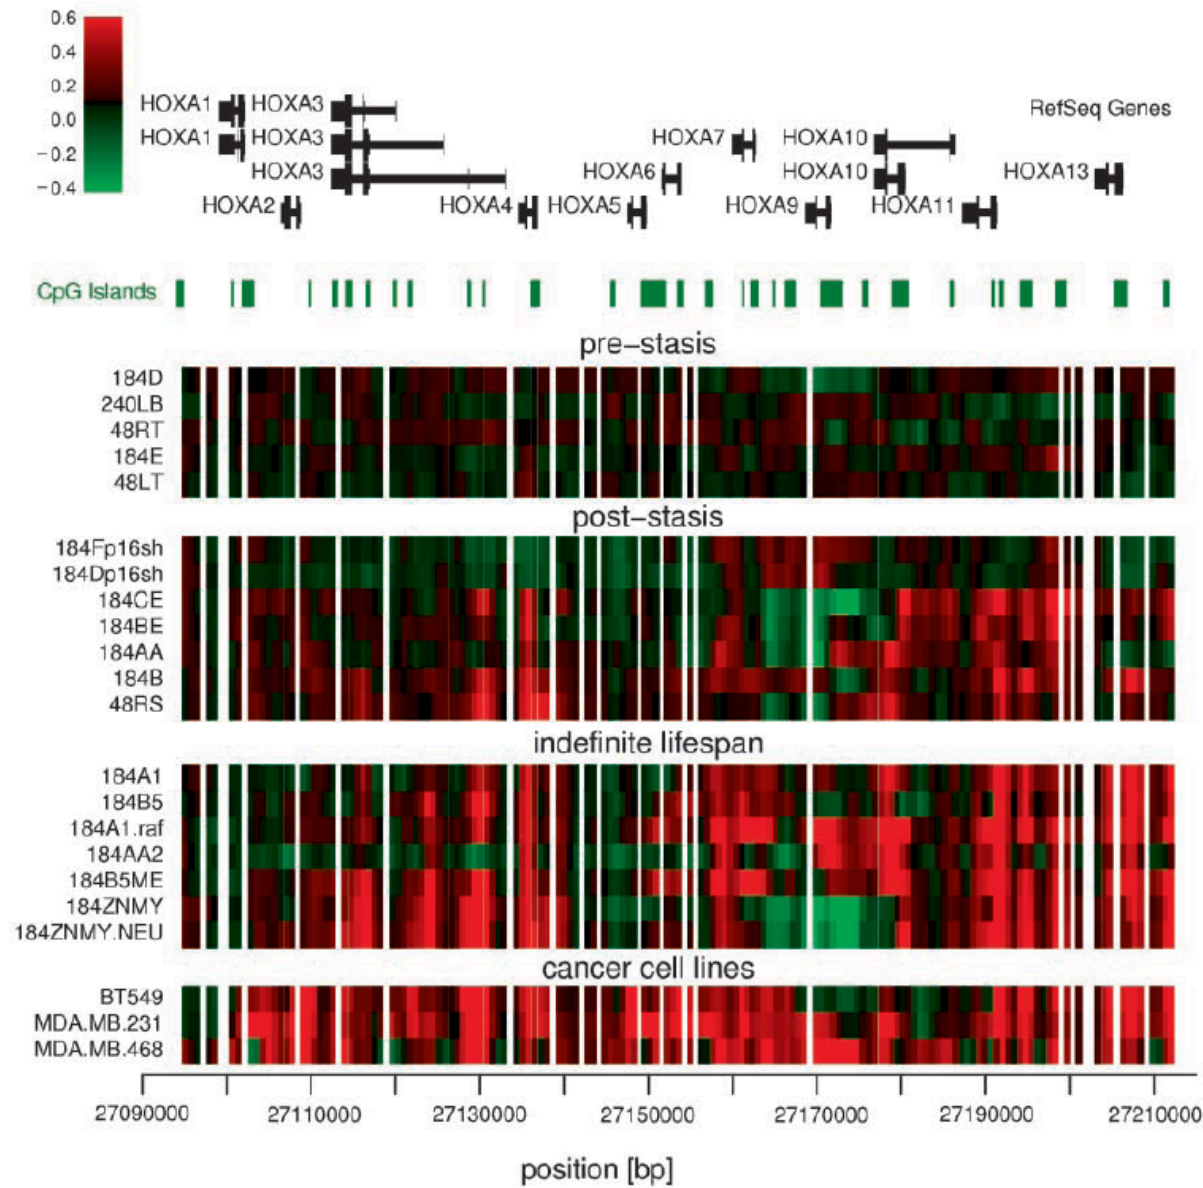 0.6
0.4
0.2
0.0
−0.2
−0.4
HOXA1 HOXA3 RefSeq Genes
HOXA1 HOXA3 HOXA7 HOXA10
HOXA3 HOXA6 HOXA10 HOXA13
HOXA2 HOXA4 HOXA5 HOXA9 HOXA11
CpG Islands
pre−stasis
184D
240LB
48RT
184E
48LT
post−stasis
184Fp16sh
184Dp16sh
184CE
184BE
184AA
184B
48RS
indefinite lifespan
184A1
184B5
184A1.raf
184AA2
184B5ME
184ZNMY
184ZNMY.NEU
cancer cell lines
BT549
MDA.MB.231
MDA.MB.468
27090000 27110000 27130000 27150000 27170000 27190000 27210000
position [bp]